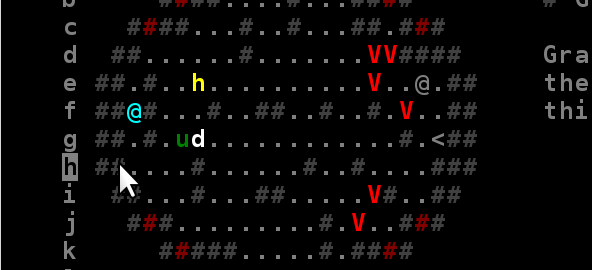 c   ####...#....#...##.###
d  ##......#.......VV####     Gra
e ##.#..h..........V..@.##    the
f ##@#...#..##..#..#.V..##    thi
g ##.#.ud............#.<##
h ##....#......#..#....###
i  ##...#...##.....V#..##
j   ###.........#.V..###
k     #####.....#.####